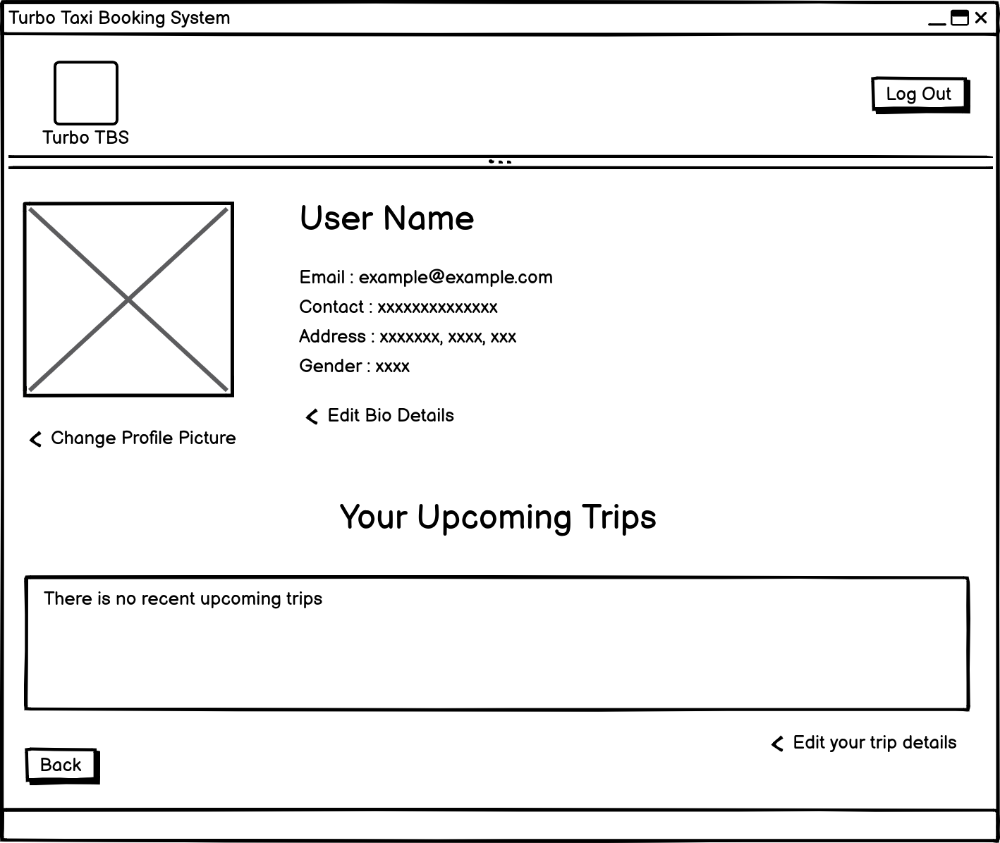 Turbo Taxi Booking System
Log Out
Turbo TBS
User Name
Email : example@example.com
Contact : xxxxxxxxxxxxxx
Address : xxxxxxx, xxxx, xxx
Gender : xxxx
Edit Bio Details
Change Profile Picture
Your Upcoming Trips
There is no recent upcoming trips
Edit your trip details
Back